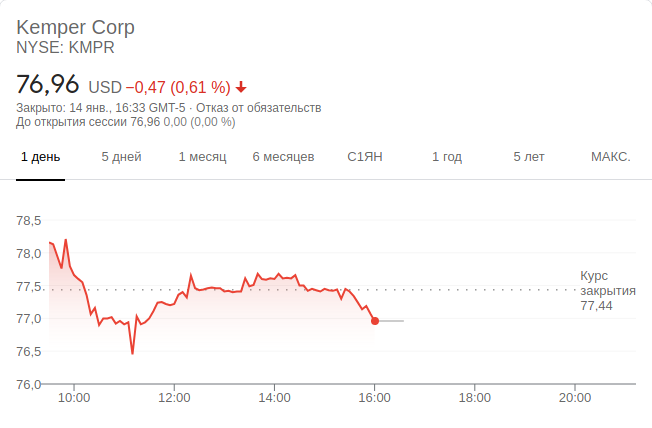 Kemper Corp
NYSE: KMPR
76,96 USD −0,47 (0,61 %)
Закрыто: 14 янв., 16:33 GMT-5 · Отказ от обязательств
До открытия сессии 76,96 0,00 (0,00 %)
1 день 5 дней 1 месяц 6 месяцев С1ЯН 1 год 5 лет МАКС.
78,5
78,0
77,5
77,0
76,5
76,0
Курс
закрытия
77,44
10:00 12:00 14:00 16:00 18:00 20:00